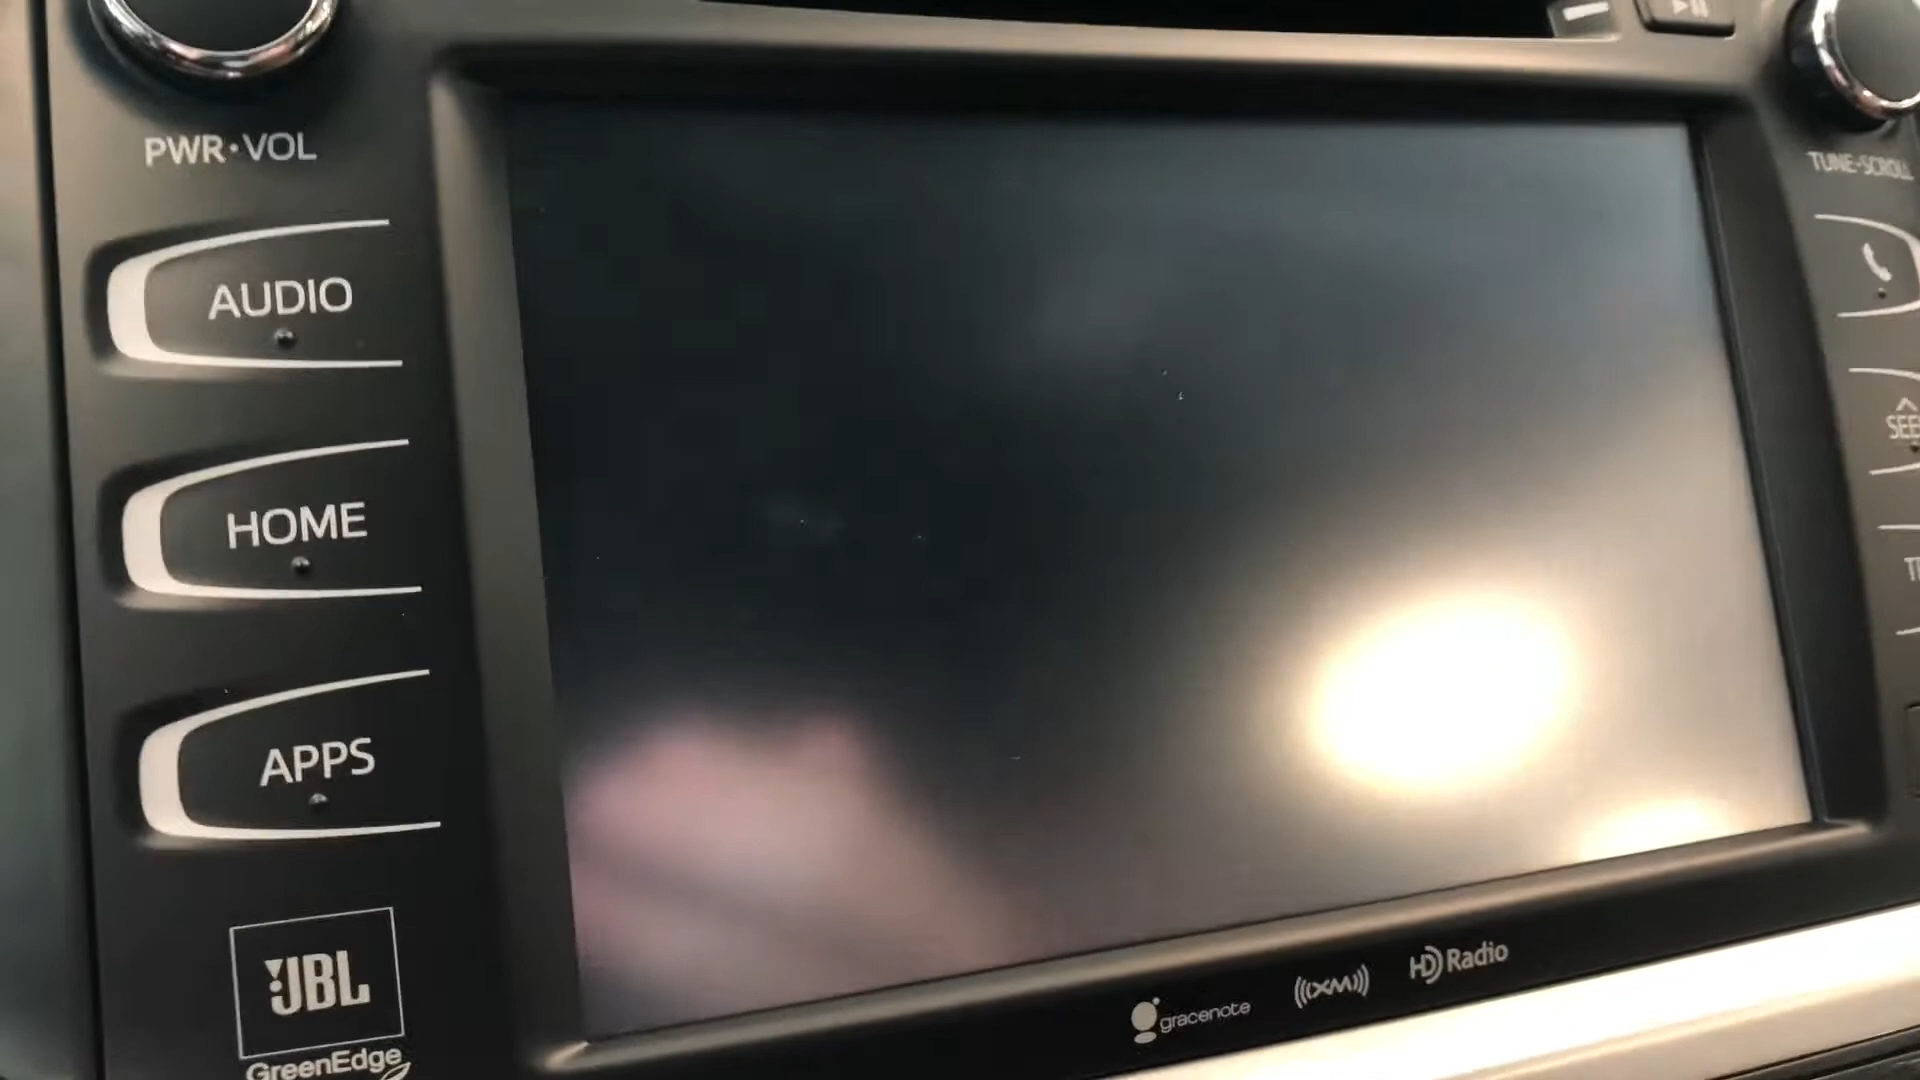 PWR•VOL
TUNE•SCROLL
AUDIO
HOME
APPS
JBL
GreenEdge
gracenote
((XM))
HD Radio